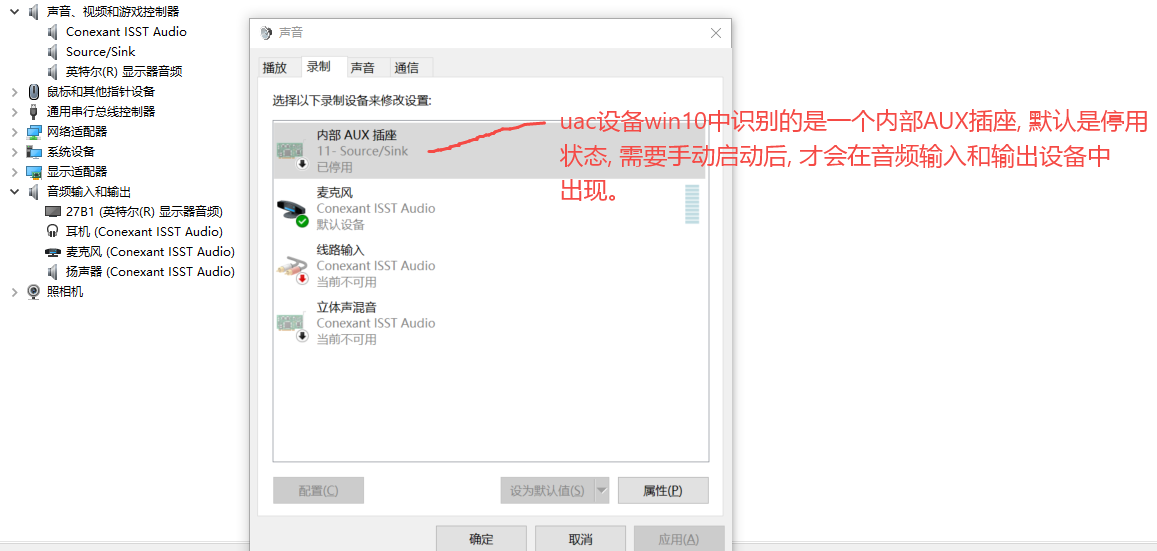 声音、视频和游戏控制器
Conexant ISST Audio
Source/Sink
英特尔(R) 显示器音频
鼠标和其他指针设备
通用串行总线控制器
网络适配器
系统设备
显示适配器
音频输入和输出
27B1 (英特尔(R) 显示器音频)
耳机 (Conexant ISST Audio)
麦克风 (Conexant ISST Audio)
扬声器 (Conexant ISST Audio)
照相机
声音
播放
录制
声音
通信
选择以下录制设备来修改设置:
内部 AUX 插座
11- Source/Sink
已停用
麦克风
Conexant ISST Audio
默认设备
线路输入
Conexant ISST Audio
当前不可用
立体声混音
Conexant ISST Audio
当前不可用
配置(C)
设为默认值(S)
属性(P)
确定
取消
应用(A)
uac设备win10中识别的是一个内部AUX插座, 默认是停用
状态, 需要手动启动后, 才会在音频输入和输出设备中
出现。